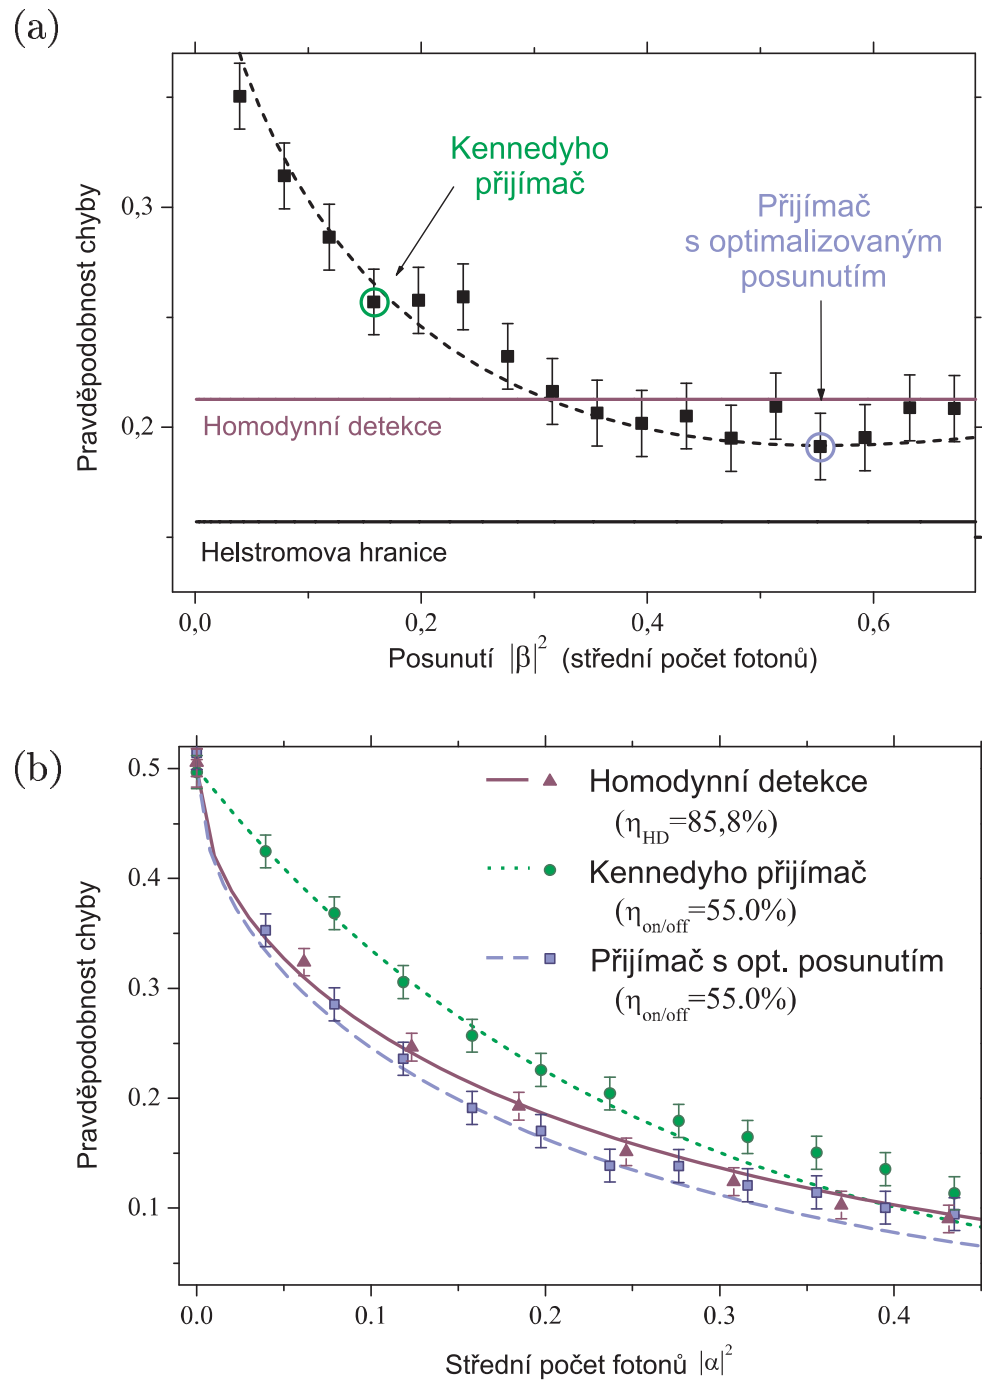 (a)
Pravděpodobnost chyby
0,3
0,2
Kennedyho
přijímač
Přijímač
s optimalizovaným
posunutím
Homodynní detekce
Helstromova hranice
0,0 0,2 0,4 0,6
Posunutí |β|² (střední počet fotonů)
(b)
Pravděpodobnost chyby
0.5
0.4
0.3
0.2
0.1
Homodynní detekce
(η_HD=85,8%)
Kennedyho přijímač
(η_on/off=55.0%)
Přijímač s opt. posunutím
(η_on/off=55.0%)
0.0 0.1 0.2 0.3 0.4
Střední počet fotonů |α|²